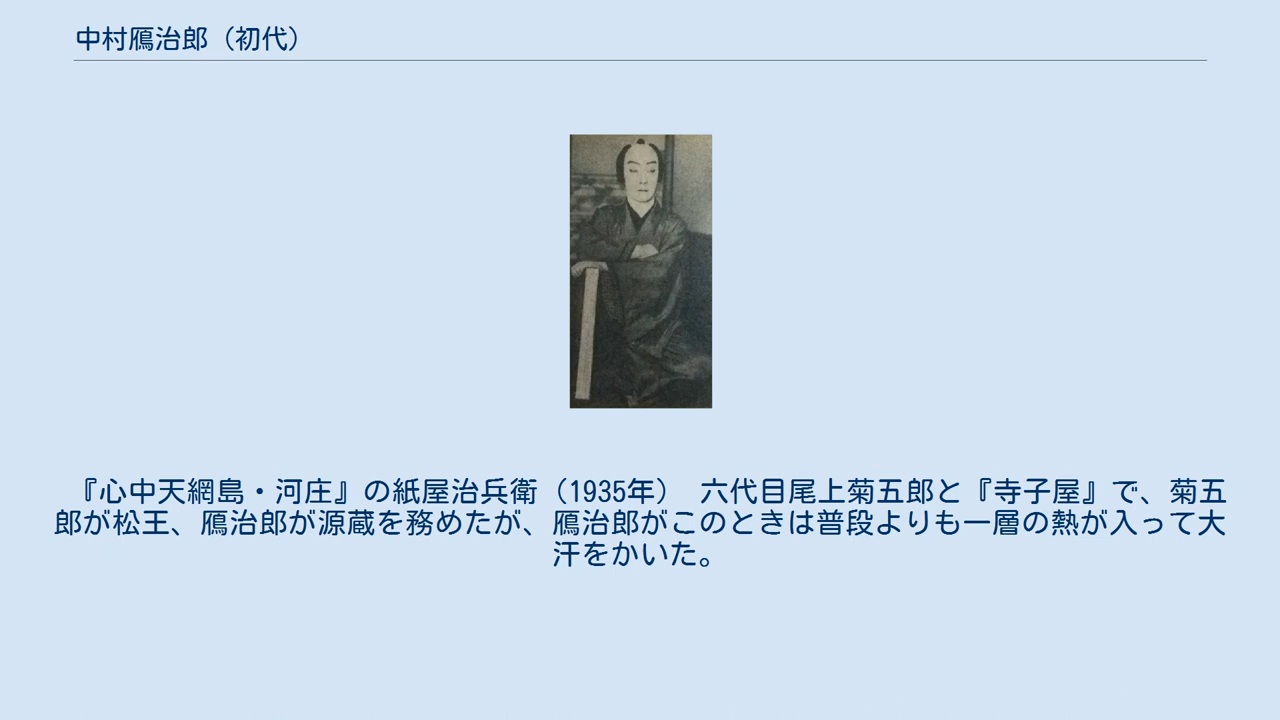 中村鴈治郎（初代）
『心中天網島・河庄』の紙屋治兵衛（1935年）　六代目尾上菊五郎と『寺子屋』で、菊五
郎が松王、鴈治郎が源蔵を務めたが、鴈治郎がこのときは普段よりも一層の熱が入って大
汗をかいた。